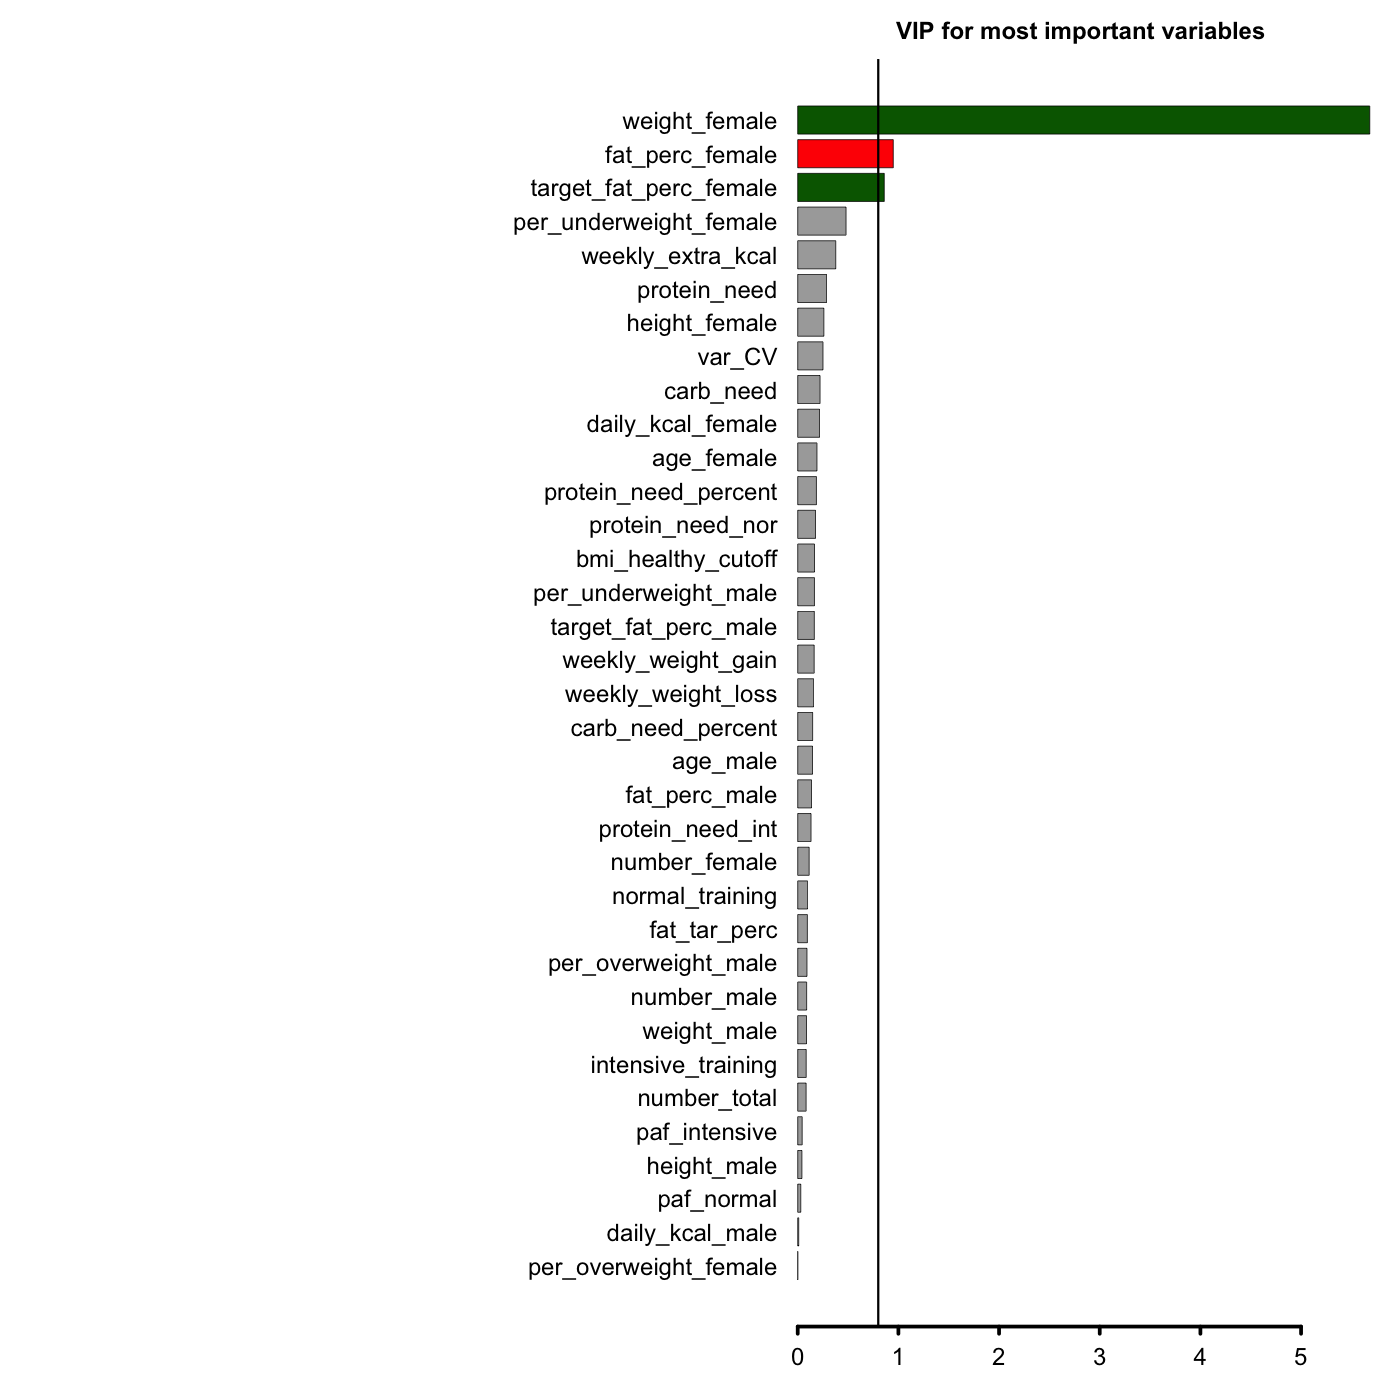 VIP for most important variables
weight_female
fat_perc_female
target_fat_perc_female
per_underweight_female
weekly_extra_kcal
protein_need
height_female
var_CV
carb_need
daily_kcal_female
age_female
protein_need_percent
protein_need_nor
bmi_healthy_cutoff
per_underweight_male
target_fat_perc_male
weekly_weight_gain
weekly_weight_loss
carb_need_percent
age_male
fat_perc_male
protein_need_int
number_female
normal_training
fat_tar_perc
per_overweight_male
number_male
weight_male
intensive_training
number_total
paf_intensive
height_male
paf_normal
daily_kcal_male
per_overweight_female
0 1 2 3 4 5